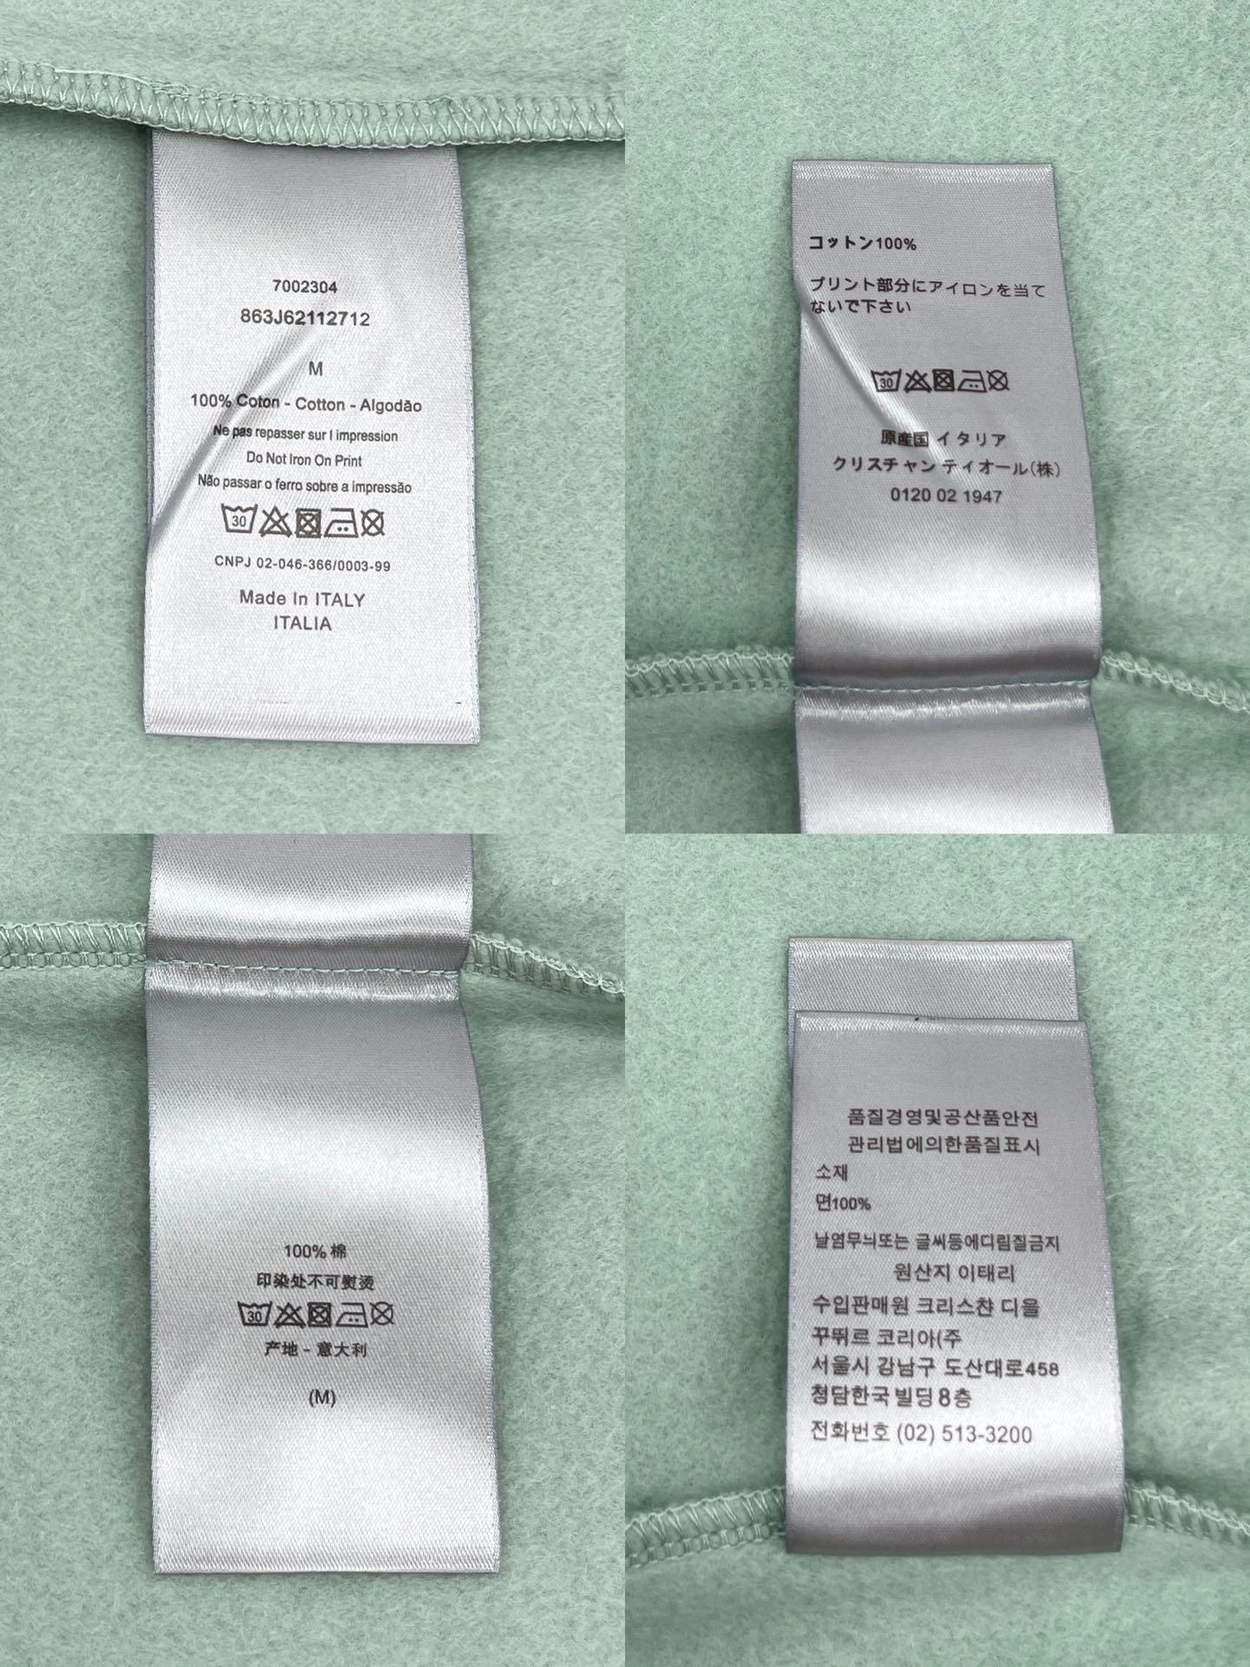 7002304
863J62112712
M
100% Coton - Cotton - Algodão
Ne pas repasser sur l impression
Do Not Iron On Print
Não passar o ferro sobre a impressão
30
CNPJ 02-046-366/0003-99
Made In ITALY
ITALIA
コットン100%
プリント部分にアイロンを当て
ないで下さい
30
原産国 イタリア
クリスチャン ティオール(株)
0120 02 1947
100% 棉
印染处不可熨烫
30
产地 - 意大利
(M)
품질경영및공산품안전
관리법에의한품질표시
소재
면100%
날염무늬또는 글씨등에디림질금지
원산지 이태리
수입판매원 크리스챤 디올
꾸뛰르 코리아(주
서울시 강남구 도산대로458
청담한국 빌딩 8층
전화번호 (02) 513-3200